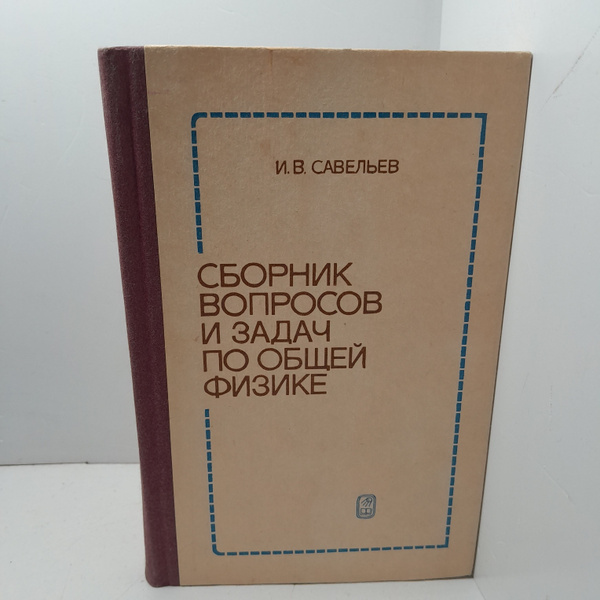 И. В. САВЕЛЬЕВ
СБОРНИК
ВОПРОСОВ
И ЗАДАЧ
ПО ОБЩЕЙ
ФИЗИКЕ